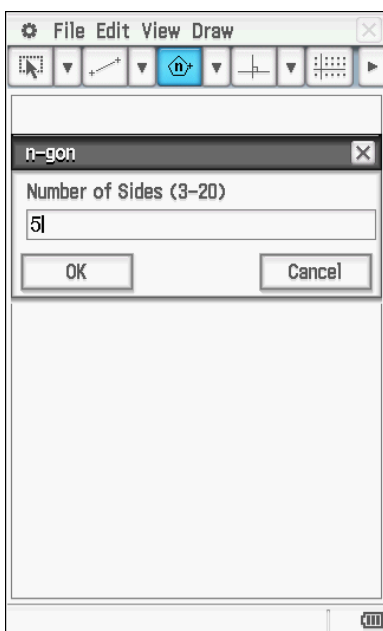 File Edit View Draw
n
n-gon
Number of Sides (3-20)
5
OK Cancel